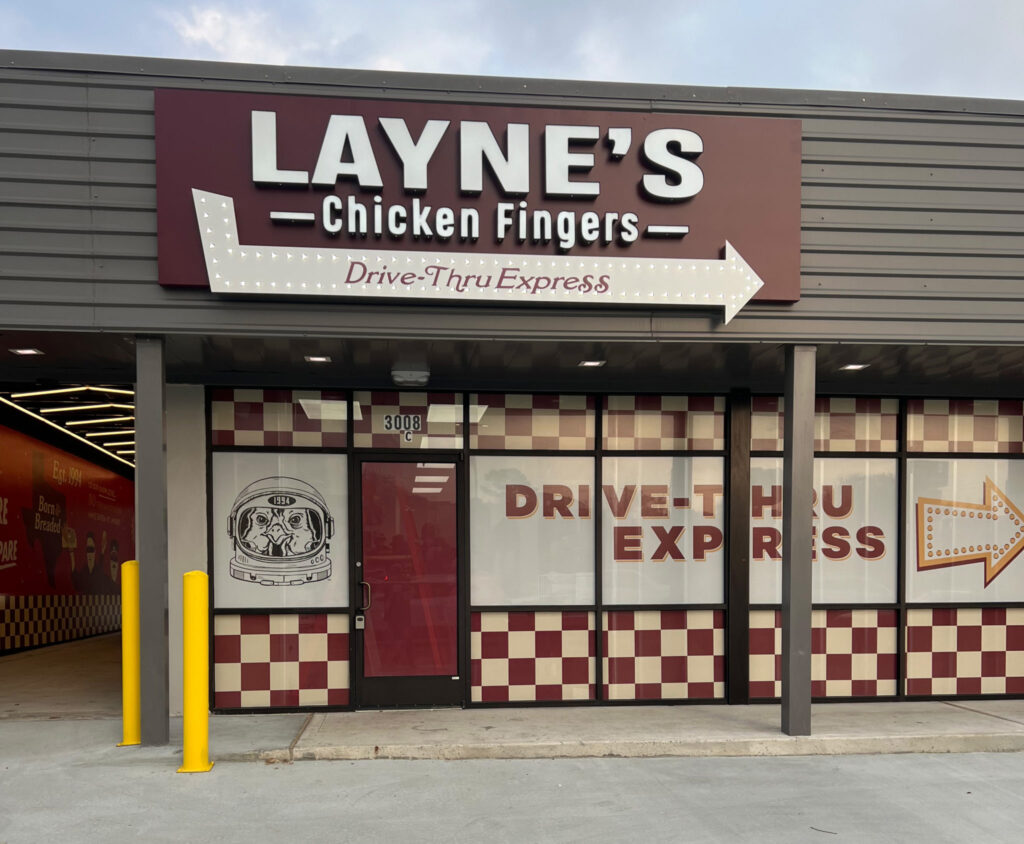 LAYNE'S
Chicken Fingers
Drive-Thru Express
3008
C
Est. 1994
Born &
Breaded
1994
DRIVE-THRU
EXPRESS